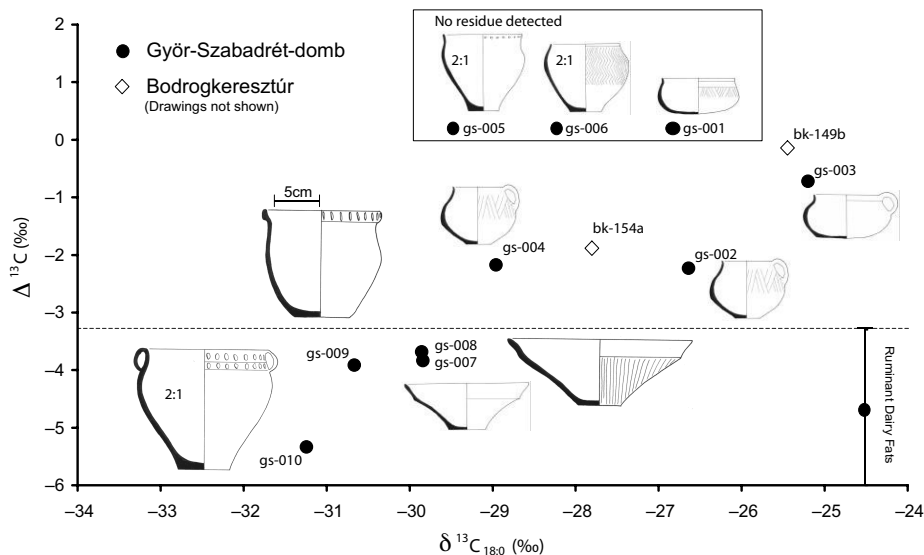 No residue detected
2:1
2:1
gs-005
gs-006
gs-001
Györ-Szabadrét-domb
Bodrogkeresztúr
(Drawings not shown)
bk-149b
gs-003
5cm
gs-004
bk-154a
gs-002
gs-009
gs-008
gs-007
2:1
gs-010
Ruminant Dairy Fats
Δ ¹³C (‰)
2
1
0
–1
–2
–3
–4
–5
–6
–34 –33 –32 –31 –30 –29 –28 –27 –26 –25 –24
δ ¹³C₁₈:₀ (‰)